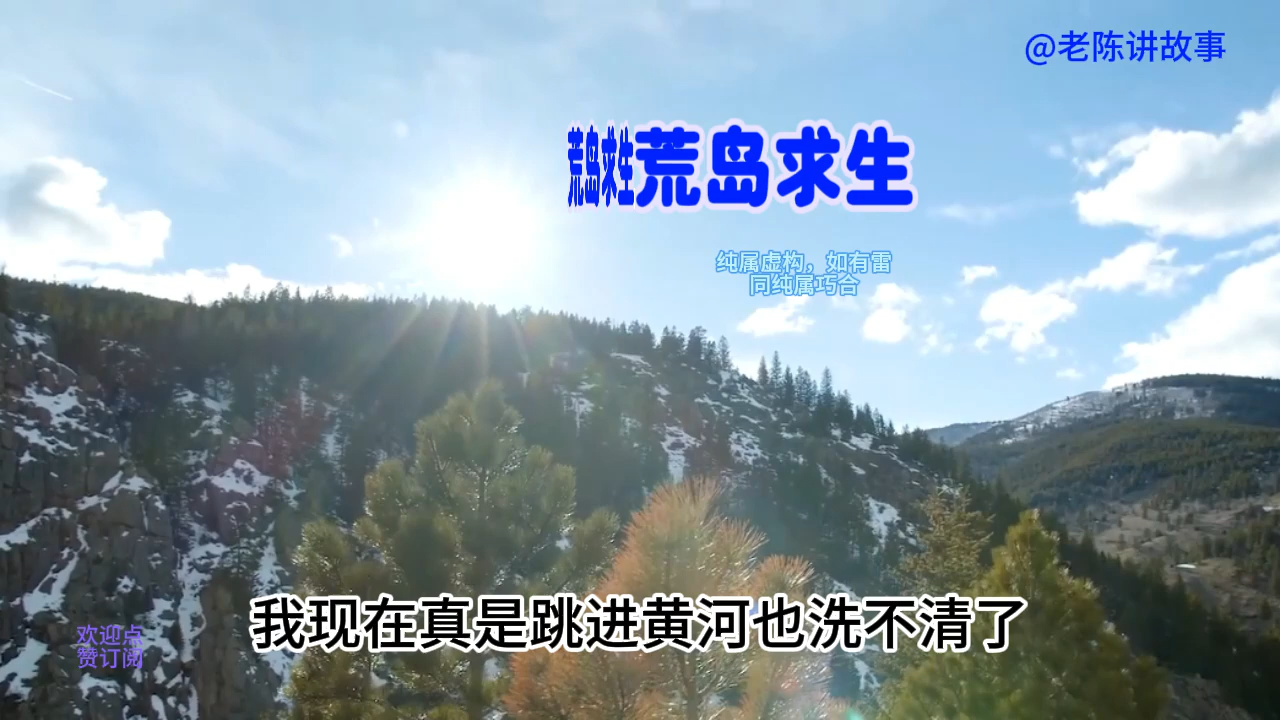 @老陈讲故事
荒岛求生荒岛求生
纯属虚构，如有雷
同纯属巧合
我现在真是跳进黄河也洗不清了
欢迎点
赞订阅